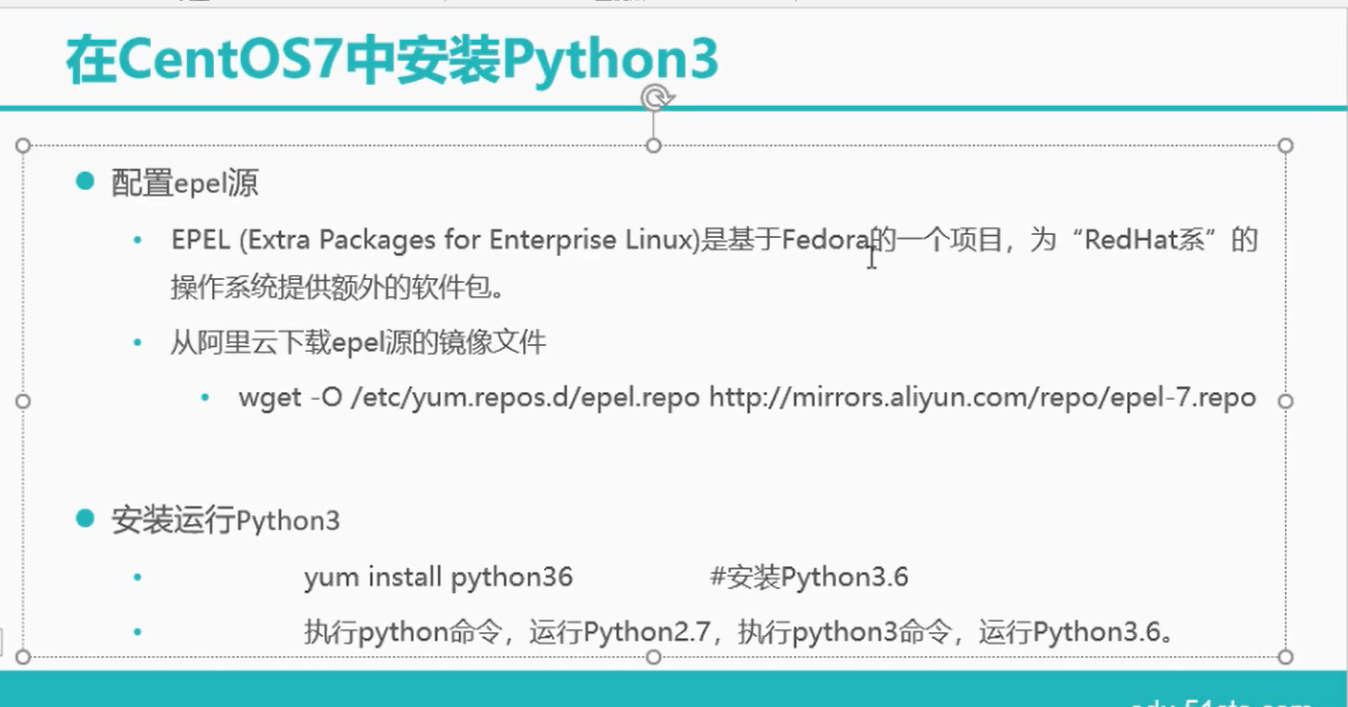 在CentOS7中安装Python3
配置epel源
EPEL (Extra Packages for Enterprise Linux)是基于Fedora的一个项目，为“RedHat系”的
操作系统提供额外的软件包。
从阿里云下载epel源的镜像文件
wget -O /etc/yum.repos.d/epel.repo http://mirrors.aliyun.com/repo/epel-7.repo
安装运行Python3
yum install python36 #安装Python3.6
执行python命令，运行Python2.7，执行python3命令，运行Python3.6。